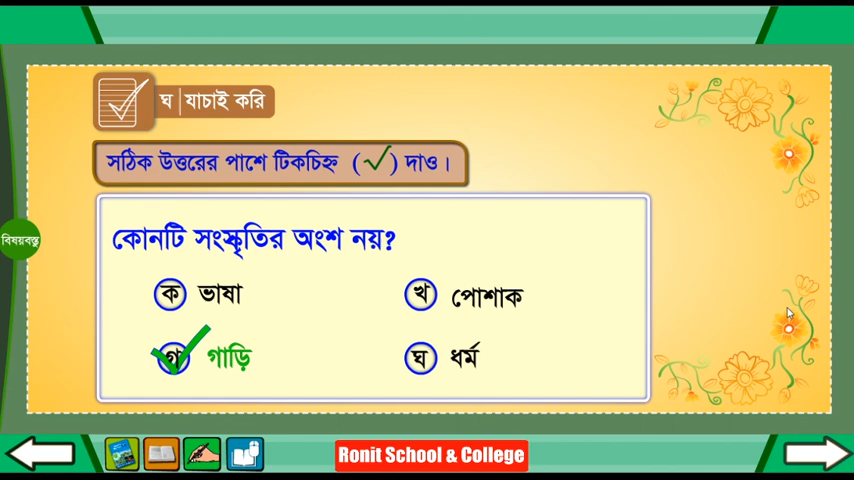 ঘ | যাচাই করি
সঠিক উত্তরের পাশে টিকচিহ্ন (✓) দাও।
বিষয়বস্তু
কোনটি সংস্কৃতির অংশ নয়?
ক ভাষা
খ পোশাক
গ গাড়ি
ঘ ধর্ম
Ronit School & College